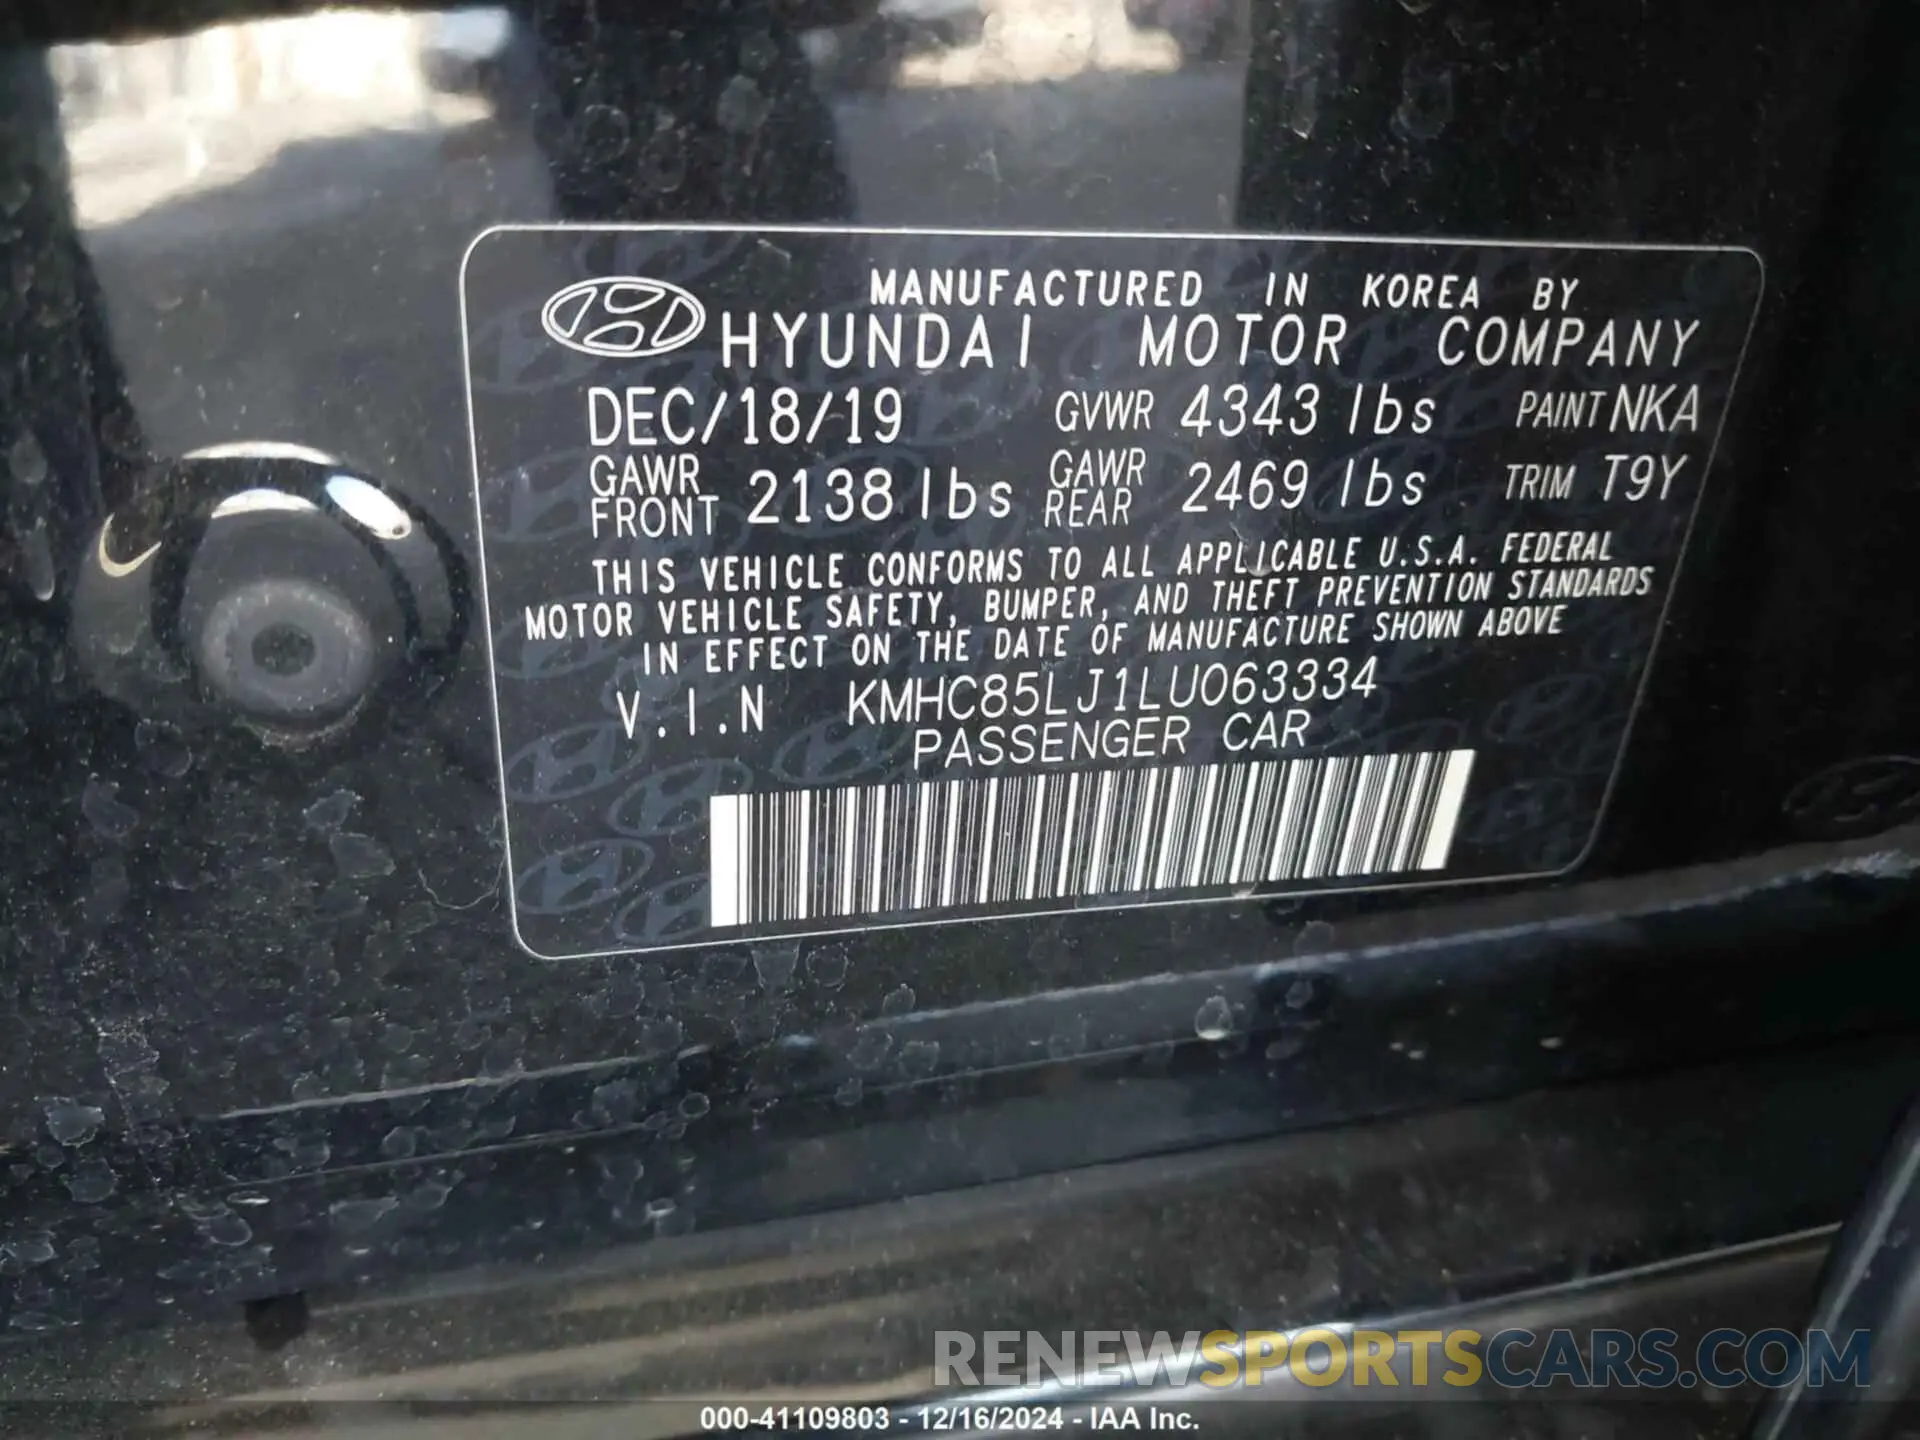 MANUFACTURED IN KOREA BY
HYUNDAI MOTOR COMPANY
DEC/18/19 GVWR 4343 lbs PAINT NKA
GAWR FRONT 2138 lbs GAWR REAR 2469 lbs TRIM T9Y
THIS VEHICLE CONFORMS TO ALL APPLICABLE U.S.A. FEDERAL
MOTOR VEHICLE SAFETY, BUMPER, AND THEFT PREVENTION STANDARDS
IN EFFECT ON THE DATE OF MANUFACTURE SHOWN ABOVE
V.I.N KMHC85LJ1LU063334
PASSENGER CAR
RENEWSPORTSCARS.COM
000-41109803 - 12/16/2024 - IAA Inc.